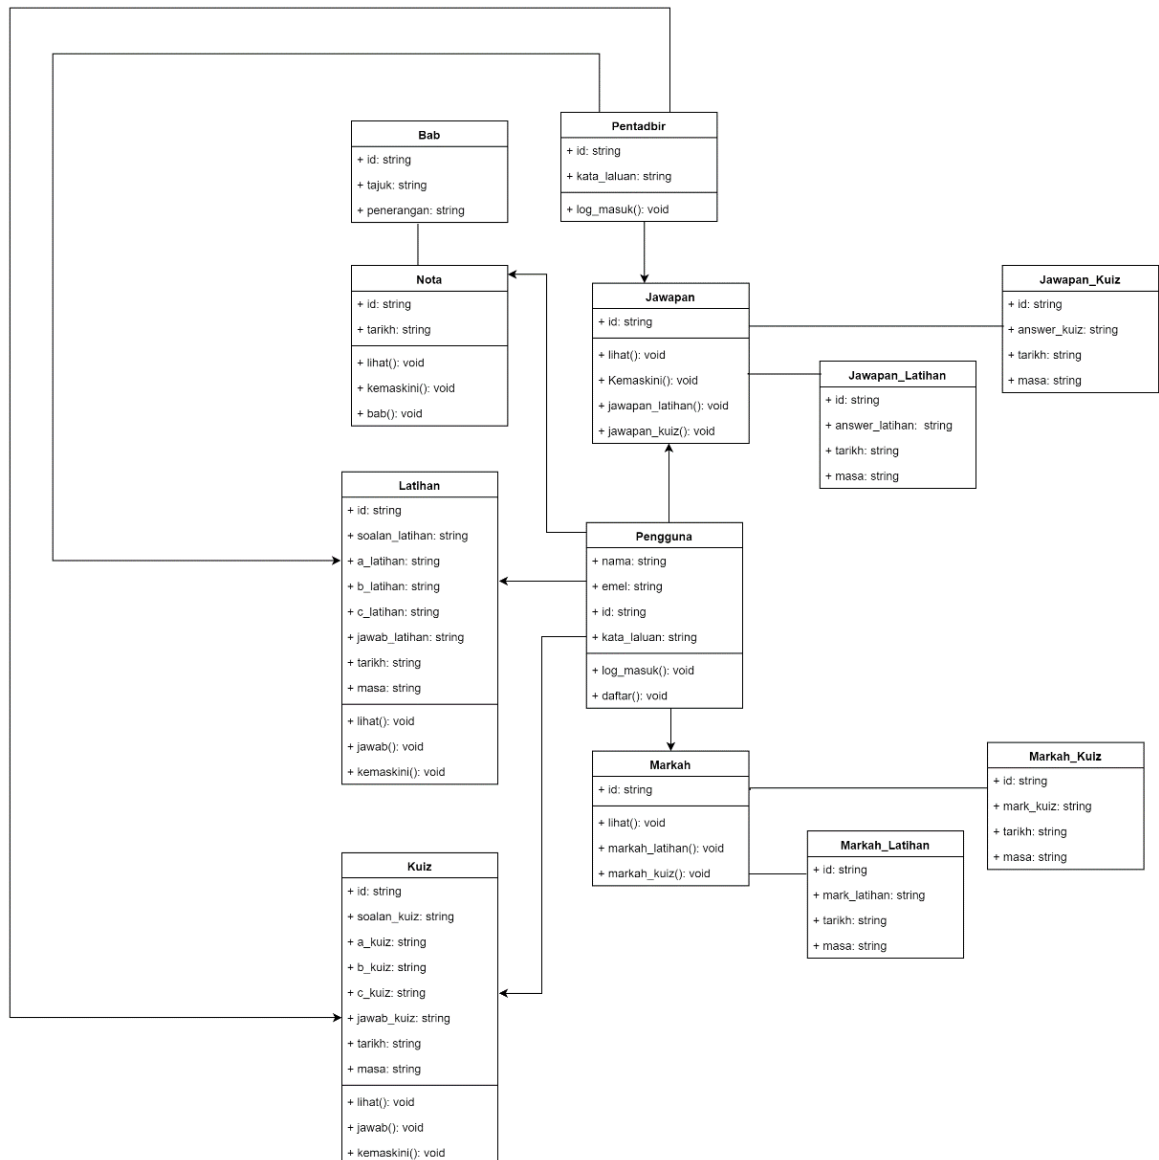 Pentadbir
+ id: string
+ kata_laluan: string
+ log_masuk(): void
Bab
+ id: string
+ tajuk: string
+ penerangan: string
Nota
+ id: string
+ tarikh: string
+ lihat(): void
+ kemaskini(): void
+ bab(): void
Jawapan
+ id: string
+ lihat(): void
+ Kemaskini(): void
+ jawapan_latihan(): void
+ jawapan_kuiz(): void
Jawapan_Kuiz
+ id: string
+ answer_kuiz: string
+ tarikh: string
+ masa: string
Jawapan_Latihan
+ id: string
+ answer_latihan: string
+ tarikh: string
+ masa: string
Latihan
+ id: string
+ soalan_latihan: string
+ a_latihan: string
+ b_latihan: string
+ c_latihan: string
+ jawab_latihan: string
+ tarikh: string
+ masa: string
+ lihat(): void
+ jawab(): void
+ kemaskini(): void
Pengguna
+ nama: string
+ emel: string
+ id: string
+ kata_laluan: string
+ log_masuk(): void
+ daftar(): void
Markah
+ id: string
+ lihat(): void
+ markah_latihan(): void
+ markah_kuiz(): void
Markah_Kuiz
+ id: string
+ mark_kuiz: string
+ tarikh: string
+ masa: string
Markah_Latihan
+ id: string
+ mark_latihan: string
+ tarikh: string
+ masa: string
Kuiz
+ id: string
+ soalan_kuiz: string
+ a_kuiz: string
+ b_kuiz: string
+ c_kuiz: string
+ jawab_kuiz: string
+ tarikh: string
+ masa: string
+ lihat(): void
+ jawab(): void
+ kemaskini(): void